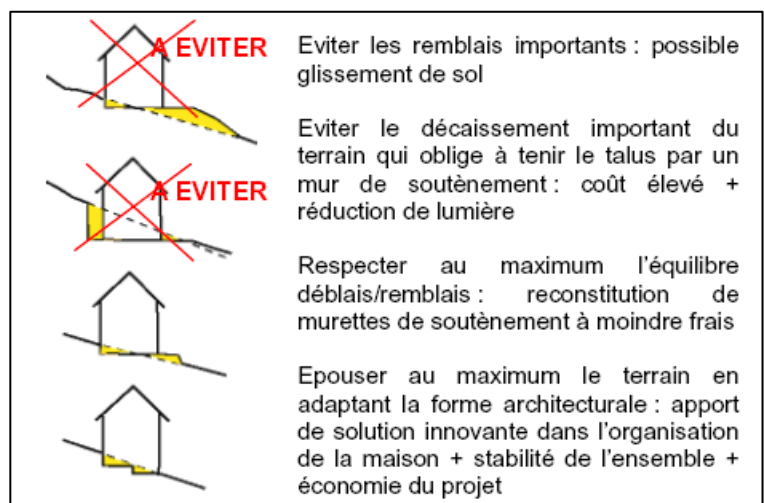 A EVITER
Eviter les remblais importants : possible
glissement de sol
Eviter le décaissement important du
terrain qui oblige à tenir le talus par un
mur de soutènement : coût élevé +
réduction de lumière
A EVITER
Respecter au maximum l'équilibre
déblais/remblais : reconstitution de
murettes de soutènement à moindre frais
Epouser au maximum le terrain en
adaptant la forme architecturale : apport
de solution innovante dans l'organisation
de la maison + stabilité de l'ensemble +
économie du projet